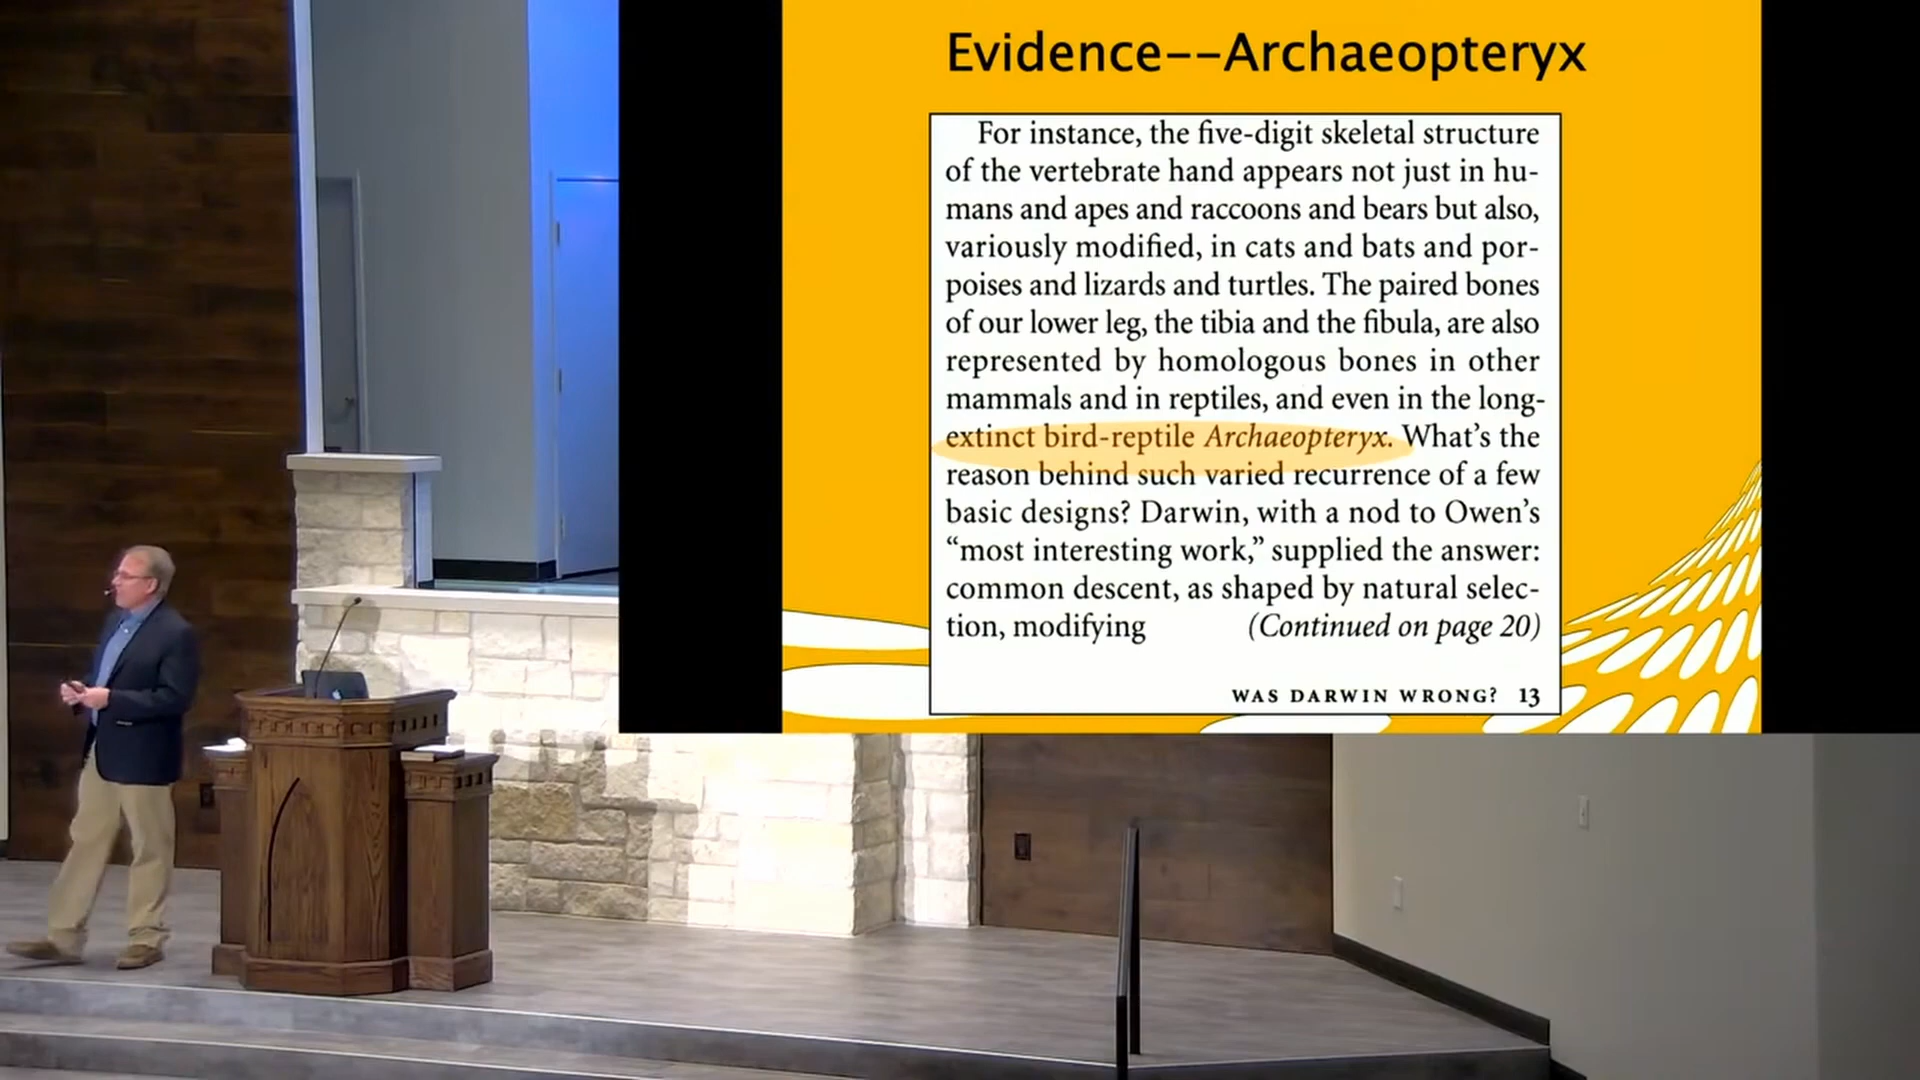 Evidence--Archaeopteryx
For instance, the five-digit skeletal structure
of the vertebrate hand appears not just in hu-
mans and apes and raccoons and bears but also,
variously modified, in cats and bats and por-
poises and lizards and turtles. The paired bones
of our lower leg, the tibia and the fibula, are also
represented by homologous bones in other
mammals and in reptiles, and even in the long-
extinct bird-reptile Archaeopteryx. What’s the
reason behind such varied recurrence of a few
basic designs? Darwin, with a nod to Owen’s
“most interesting work,” supplied the answer:
common descent, as shaped by natural selec-
tion, modifying (Continued on page 20)
WAS DARWIN WRONG? 13